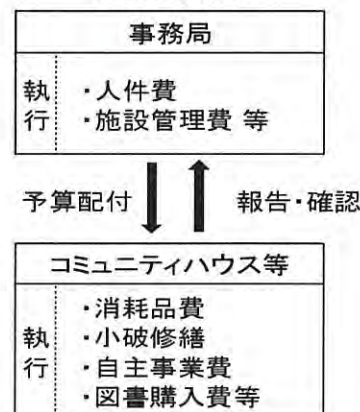 事務局
執行
・人件費
・施設管理費 等
予算配付
報告・確認
コミュニティハウス等
執行
・消耗品費
・小破修繕
・自主事業費
・図書購入費等